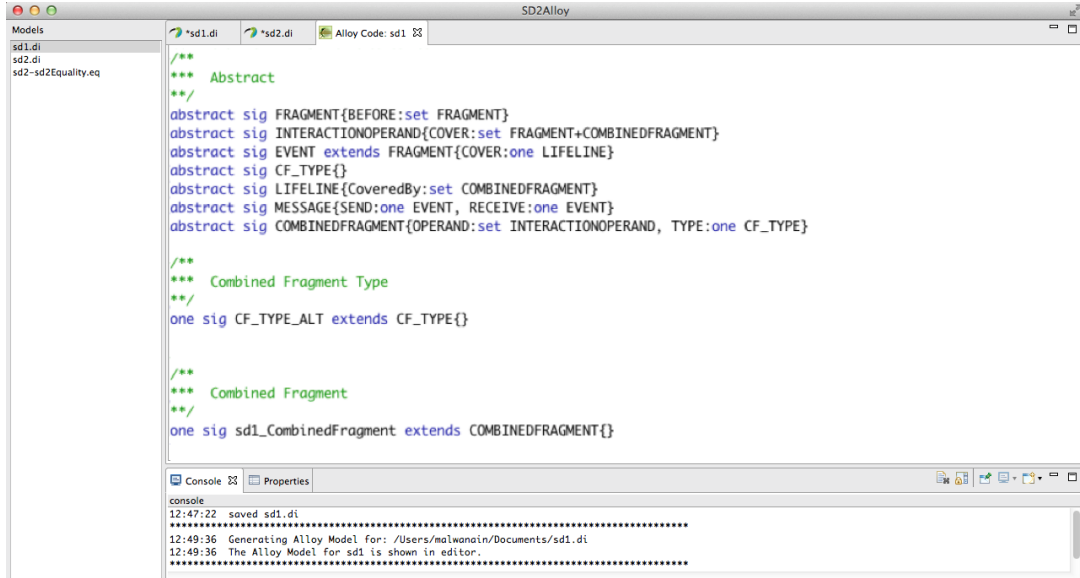 SD2Alloy
Models
sd1.di
sd2.di
sd2-sd2Equality.eq
*sd1.di
*sd2.di
Alloy Code: sd1
/**
*** Abstract
**/
abstract sig FRAGMENT{BEFORE:set FRAGMENT}
abstract sig INTERACTIONOPERAND{COVER:set FRAGMENT+COMBINEDFRAGMENT}
abstract sig EVENT extends FRAGMENT{COVER:one LIFELINE}
abstract sig CF_TYPE{}
abstract sig LIFELINE{CoveredBy:set COMBINEDFRAGMENT}
abstract sig MESSAGE{SEND:one EVENT, RECEIVE:one EVENT}
abstract sig COMBINEDFRAGMENT{OPERAND:set INTERACTIONOPERAND, TYPE:one CF_TYPE}
/**
*** Combined Fragment Type
**/
one sig CF_TYPE_ALT extends CF_TYPE{}
/**
*** Combined Fragment
**/
one sig sd1_CombinedFragment extends COMBINEDFRAGMENT{}
Console
Properties
console
12:47:22 saved sd1.di
*************************************************************************************
12:49:36 Generating Alloy Model for: /Users/malwanain/Documents/sd1.di
12:49:36 The Alloy Model for sd1 is shown in editor.
*************************************************************************************